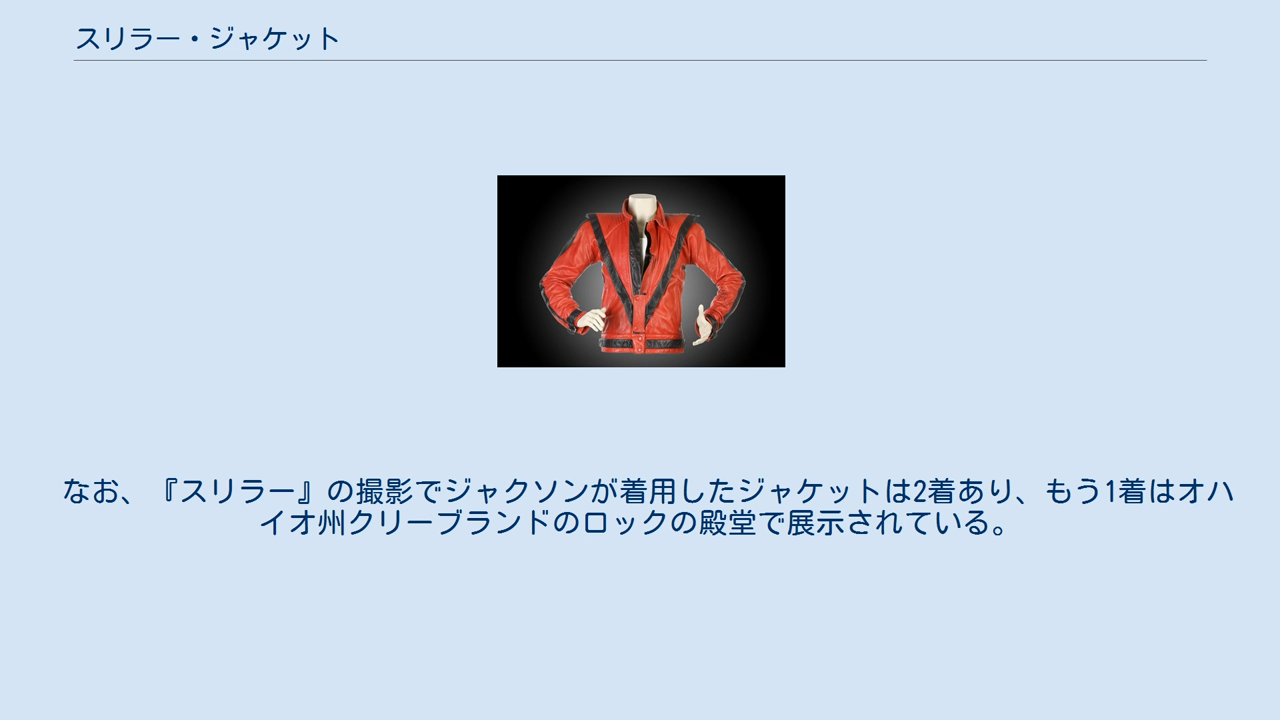 スリラー・ジャケット
なお、『スリラー』の撮影でジャクソンが着用したジャケットは2着あり、もう1着はオハ
イオ州クリーブランドのロックの殿堂で展示されている。